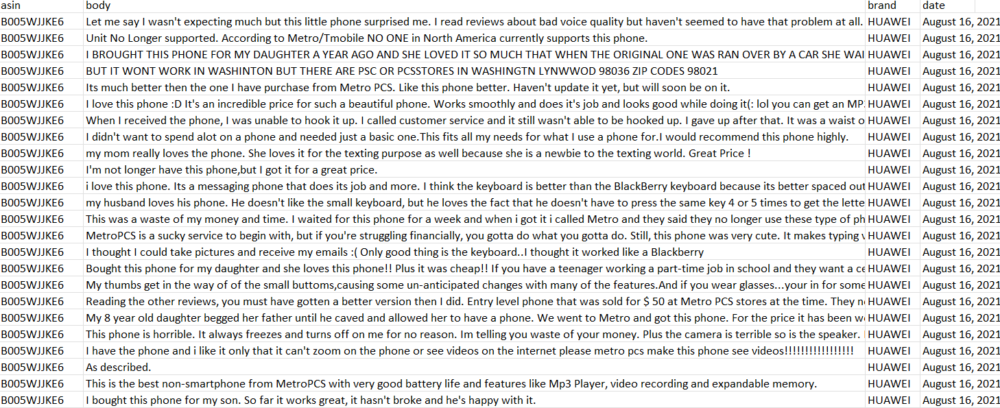 asin body brand date
B005WJJKE6 Let me say I wasn't expecting much but this little phone surprised me. I read reviews about bad voice quality but haven't seemed to have that problem at all. HUAWEI August 16, 2021
B005WJJKE6 Unit No Longer supported. According to Metro/Tmobile NO ONE in North America currently supports this phone. HUAWEI August 16, 2021
B005WJJKE6 I BROUGHT THIS PHONE FOR MY DAUGHTER A YEAR AGO AND SHE LOVED IT SO MUCH THAT WHEN THE ORIGINAL ONE WAS RAN OVER BY A CAR SHE HUAWEI August 16, 2021
B005WJJKE6 BUT IT WONT WORK IN WASHINTON BUT THERE ARE PSC OR PCSSTORES IN WASHINGTN LYNWWOD 98036 ZIP CODES 98021 HUAWEI August 16, 2021
B005WJJKE6 Its much better then the one I have purchase from Metro PCS. Like this phone better. Haven't update it yet, but will soon be on it. HUAWEI August 16, 2021
B005WJJKE6 I love this phone :D It's an incredible price for such a beautiful phone. Works smoothly and does it's job and looks good while doing it(: lol you can get an HUAWEI August 16, 2021
B005WJJKE6 When I received the phone, I was unable to hook it up. I called customer service and it still wasn't able to be hooked up. I gave up after that. It was a waist o HUAWEI August 16, 2021
B005WJJKE6 I didn't want to spend alot on a phone and needed just a basic one.This fits all my needs for what I use a phone for.I would recommend this phone highly. HUAWEI August 16, 2021
B005WJJKE6 my mom really loves the phone. She loves it for the texting purpose as well because she is a newbie to the texting world. Great Price ! HUAWEI August 16, 2021
B005WJJKE6 I'm not longer have this phone,but I got it for a great price. HUAWEI August 16, 2021
B005WJJKE6 i love this phone. Its a messaging phone that does its job and more. I think the keyboard is better than the BlackBerry keyboard because its better spaced out HUAWEI August 16, 2021
B005WJJKE6 my husband loves his phone. He doesn't like the small keyboard, but he loves the fact that he doesn't have to press the same key 4 or 5 times to get the lette HUAWEI August 16, 2021
B005WJJKE6 This was a waste of my money and time. I waited for this phone for a week and when i got it i called Metro and they said they no longer use these type of ph HUAWEI August 16, 2021
B005WJJKE6 MetroPCS is a sucky service to begin with, but if you're struggling financially, you gotta do what you gotta do. Still, this phone was very cute. It makes typing HUAWEI August 16, 2021
B005WJJKE6 I thought I could take pictures and receive my emails :( Only good thing is the keyboard..I thought it worked like a Blackberry HUAWEI August 16, 2021
B005WJJKE6 Bought this phone for my daughter and she loves this phone!! Plus it was cheap!! If you have a teenager working a part-time job in school and they want a ce HUAWEI August 16, 2021
B005WJJKE6 My thumbs get in the way of of the small buttoms,causing some un-anticipated changes with many of the features.And if you wear glasses...your in for some HUAWEI August 16, 2021
B005WJJKE6 Reading the other reviews, you must have gotten a better version then I did. Entry level phone that was sold for $ 50 at Metro PCS stores at the time. They HUAWEI August 16, 2021
B005WJJKE6 My 8 year old daughter begged her father until he caved and allowed her to have a phone. We went to Metro and got this phone. For the price it has been HUAWEI August 16, 2021
B005WJJKE6 This phone is horrible. It always freezes and turns off on me for no reason. Im telling you waste of your money. Plus the camera is terrible so is the speaker. HUAWEI August 16, 2021
B005WJJKE6 I have the phone and i like it only that it can't zoom on the phone or see videos on the internet please metro pcs make this phone see videos!!!!!!!!!!!!!!!!! HUAWEI August 16, 2021
B005WJJKE6 As described. HUAWEI August 16, 2021
B005WJJKE6 This is the best non-smartphone from MetroPCS with very good battery life and features like Mp3 Player, video recording and expandable memory. HUAWEI August 16, 2021
B005WJJKE6 I bought this phone for my son. So far it works great, it hasn't broke and he's happy with it. HUAWEI August 16, 2021